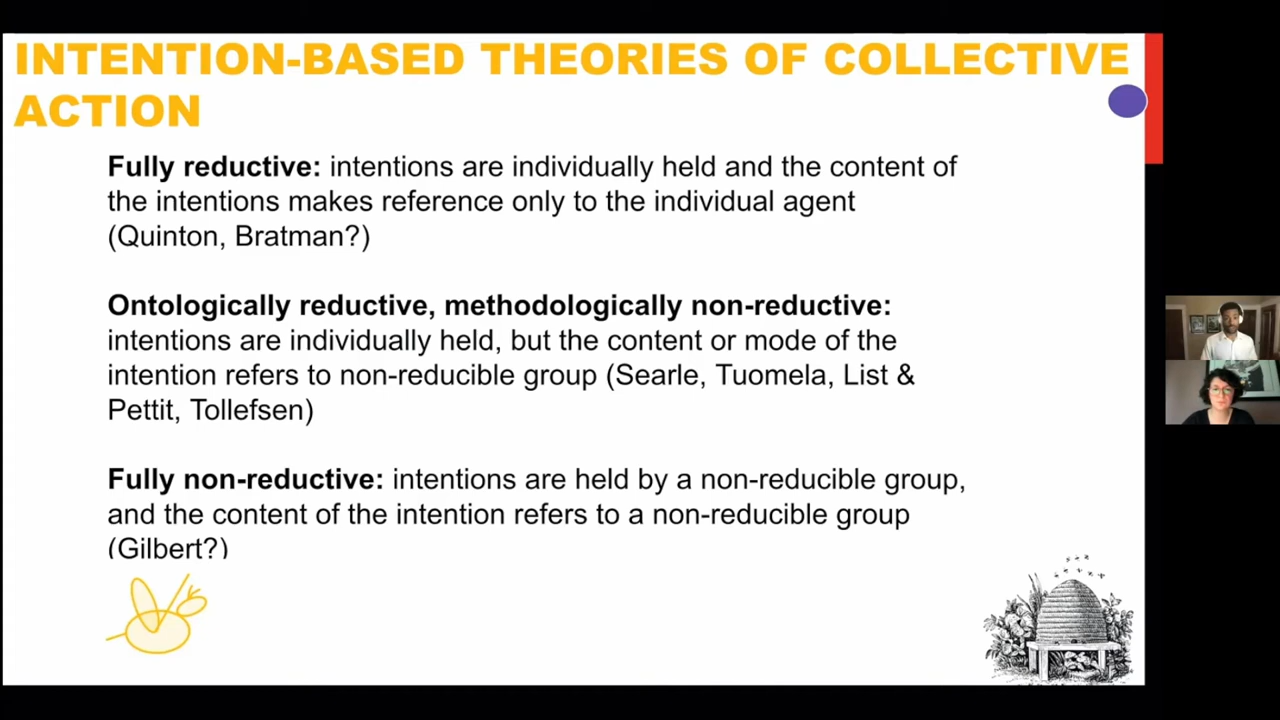 INTENTION-BASED THEORIES OF COLLECTIVE
ACTION
Fully reductive: intentions are individually held and the content of
the intentions makes reference only to the individual agent
(Quinton, Bratman?)
Ontologically reductive, methodologically non-reductive:
intentions are individually held, but the content or mode of the
intention refers to non-reducible group (Searle, Tuomela, List &
Pettit, Tollefsen)
Fully non-reductive: intentions are held by a non-reducible group,
and the content of the intention refers to a non-reducible group
(Gilbert?)